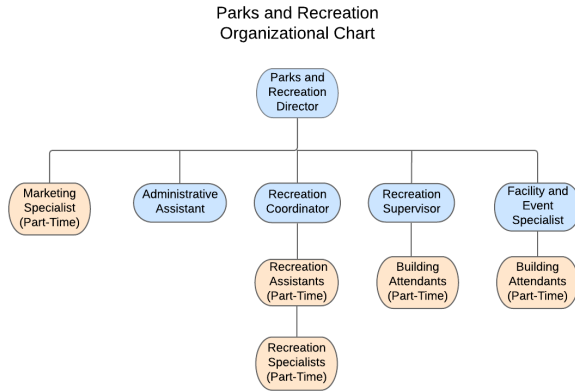 Parks and Recreation
Organizational Chart
Parks and
Recreation
Director
Marketing
Specialist
(Part-Time)
Administrative
Assistant
Recreation
Coordinator
Recreation
Supervisor
Facility and
Event
Specialist
Recreation
Assistants
(Part-Time)
Building
Attendants
(Part-Time)
Building
Attendants
(Part-Time)
Recreation
Specialists
(Part-Time)